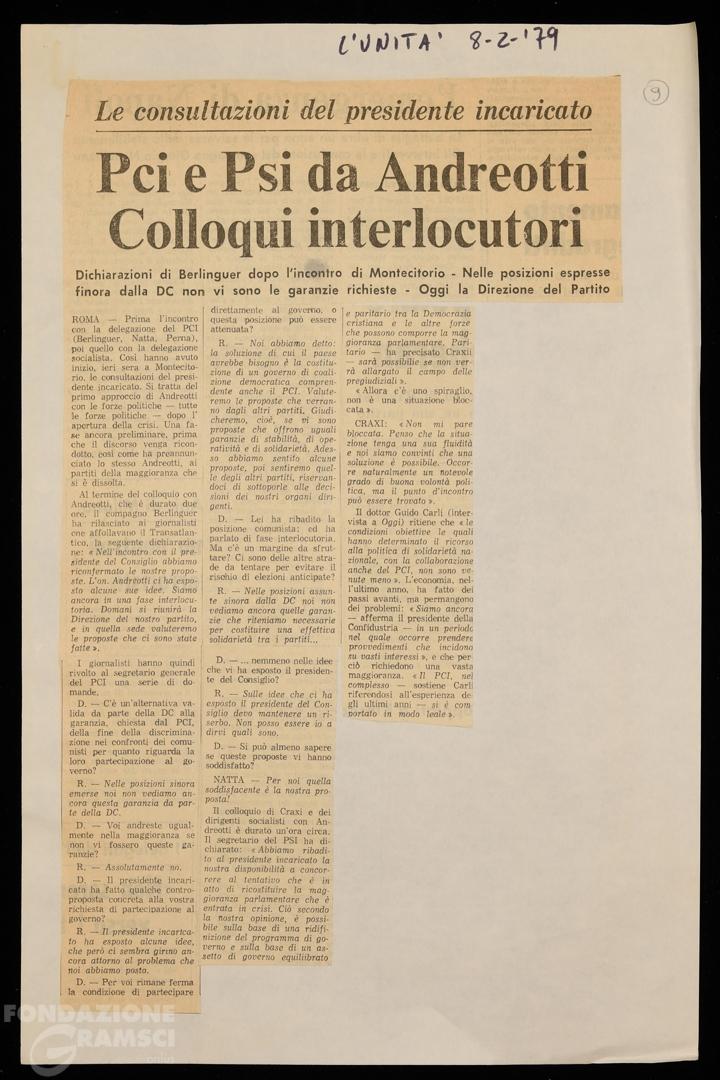 L'UNITA' 8-2-'79
9
Le consultazioni del presidente incaricato
Pci e Psi da Andreotti
Colloqui interlocutori
Dichiarazioni di Berlinguer dopo l'incontro di Montecitorio - Nelle posizioni espresse
finora dalla DC non vi sono le garanzie richieste - Oggi la Direzione del Partito
ROMA — Prima l'incontro
con la delegazione del PCI
(Berlinguer, Natta, Perna),
poi quello con la delegazione
socialista. Così hanno avuto
inizio, ieri sera a Montecito-
rio, le consultazioni del presi-
dente incaricato. Si tratta del
primo approccio di Andreotti
con le forze politiche — tutte
le forze politiche — dopo l'
apertura della crisi. Una fa-
se ancora preliminare, prima
che il discorso venga ricon-
dotto, così come ha preannun-
ciato lo stesso Andreotti, ai
partiti della maggioranza che
si è dissolta.
Al termine del colloquio con
Andreotti, che è durato due
ore, il compagno Berlinguer
ha rilasciato ai giornalisti
che affollavano il Transatlan-
tico, la seguente dichiarazio-
ne: « Nell'incontro con il pre-
sidente del Consiglio abbiamo
riconfermato le nostre propo-
ste. L'on. Andreotti ci ha espo-
sto alcune sue idee. Siamo
ancora in una fase interlocu-
toria. Domani si riunirà la
Direzione del nostro partito,
e in quella sede valuteremo
le proposte che ci sono state
fatte ».
I giornalisti hanno quindi
rivolto al segretario generale
del PCI una serie di do-
mande.
D. — C'è un'alternativa va-
lida da parte della DC alla
garanzia, chiesta dal PCI,
della fine della discrimina-
zione nei confronti dei comu-
nisti per quanto riguarda la
loro partecipazione al go-
verno?
R. — Nelle posizioni sinora
emerse noi non vediamo an-
cora questa garanzia da par-
te della DC.
D. — Voi andreste ugual-
mente nella maggioranza se
non vi fossero queste ga-
ranzie?
R. — Assolutamente no.
D. — Il presidente incari-
cato ha fatto qualche contro-
proposta concreta alla vostra
richiesta di partecipazione al
governo?
R. — Il presidente incarica-
to ha esposto alcune idee,
che però ci sembra girino an-
cora attorno al problema che
noi abbiamo posto.
D. — Per voi rimane ferma
la condizione di partecipare
direttamente al governo, o
questa posizione può essere
attenuata?
R. — Noi abbiamo detto:
la soluzione di cui il paese
avrebbe bisogno è la costitu-
zione di un governo di coali-
zione democratica compren-
dente anche il PCI. Valute-
remo le proposte che verran-
no dagli altri partiti. Giudi-
cheremo, cioè, se vi sono
proposte che offrono uguali
garanzie di stabilità, di ope-
ratività e di solidarietà. Ades-
so abbiamo sentito alcune
proposte, poi sentiremo quel-
le degli altri partiti, riservan-
doci di sottoporle alle deci-
sioni dei nostri organi diri-
genti.
D. — Lei ha ribadito la
posizione comunista; ed ha
parlato di fase interlocutoria.
Ma c'è un margine da sfrut-
tare? Ci sono delle altre stra-
de da tentare per evitare il
rischio di elezioni anticipate?
R. — Nelle posizioni assun-
te sinora dalla DC noi non
vediamo ancora quelle garan-
zie che riteniamo necessarie
per costituire una effettiva
solidarietà tra i partiti...
D. — ... nemmeno nelle idee
che vi ha esposto il presiden-
te del Consiglio?
R. — Sulle idee che ci ha
esposto il presidente del Con-
siglio devo mantenere un ri-
serbo. Non posso essere io a
dirvi quali sono.
D. — Si può almeno sapere
se queste proposte vi hanno
soddisfatto?
NATTA — Per noi quella
soddisfacente è la nostra pro-
posta!
Il colloquio di Craxi e dei
dirigenti socialisti con An-
dreotti è durato un'ora circa.
Il segretario del PSI ha di-
chiarato: « Abbiamo ribadi-
to al presidente incaricato la
nostra disponibilità a concor-
rere al tentativo che è in
atto di ricostituire la mag-
gioranza parlamentare che è
entrata in crisi. Ciò secondo
la nostra opinione, è possi-
bile sulla base di una ridifi-
nizione del programma di go-
verno e sulla base di un as-
setto di governo equilibrato
e paritario tra la Democrazia
cristiana e le altre forze
che possono comporre la mag-
gioranza parlamentare. Pari-
tario — ha precisato Craxi
— sarà possibile se non ver-
rà allargato il campo delle
pregiudiziali ».
« Allora c'è uno spiraglio,
non è una situazione bloc-
cata ».
CRAXI: « Non mi pare
bloccata. Penso che la situa-
zione tenga una sua fluidità
e noi siamo convinti che una
soluzione è possibile. Occor-
re naturalmente un notevole
grado di buona volontà poli-
tica, ma il punto d'incontro
può essere trovato ».
Il dottor Guido Carli (inter-
vista a Oggi) ritiene che « le
condizioni obiettive le quali
hanno determinato il ricorso
alla politica di solidarietà na-
zionale, con la collaborazione
anche del PCI, non sono ve-
nute meno ». L'economia, nel-
l'ultimo anno, ha fatto dei
passi avanti, ma permangono
dei problemi: « Siamo ancora
— afferma il presidente della
Confidustria — in un periodo
nel quale occorre prendere
provvedimenti che incidono
su vasti interessi », e che per-
ciò richiedono una vasta
maggioranza. « Il PCI, nel
complesso — sostiene Carli
riferendosi all'esperienza de-
gli ultimi anni — si è com-
portato in modo leale ».
FONDAZIONE
GRAMSCI